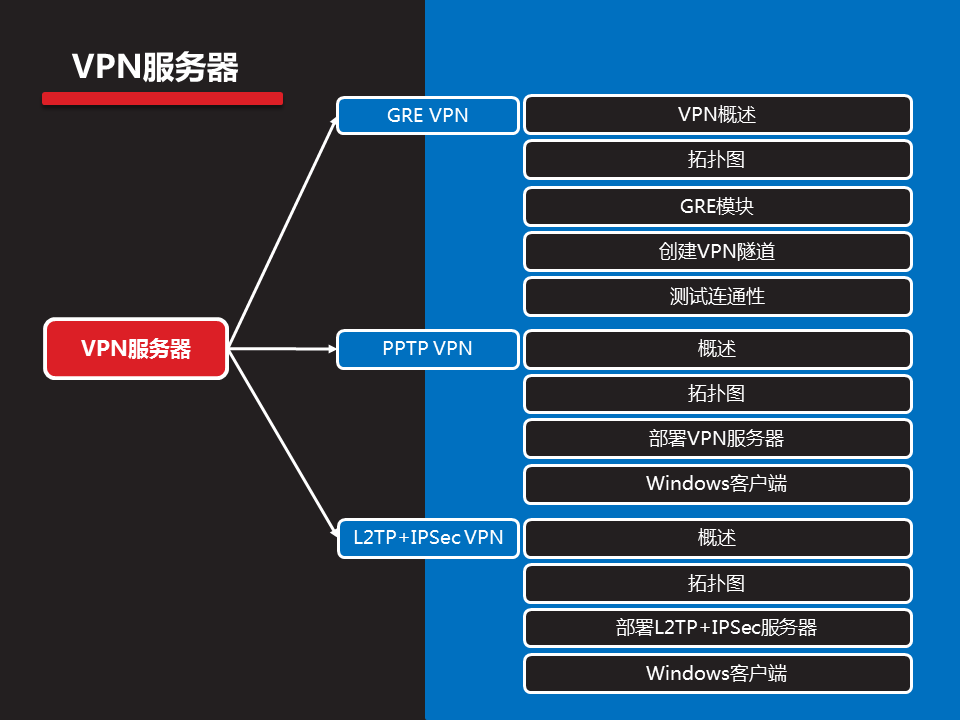 VPN服务器
GRE VPN
VPN概述
拓扑图
GRE模块
创建VPN隧道
测试连通性
VPN服务器
PPTP VPN
概述
拓扑图
部署VPN服务器
Windows客户端
L2TP+IPSec VPN
概述
拓扑图
部署L2TP+IPSec服务器
Windows客户端